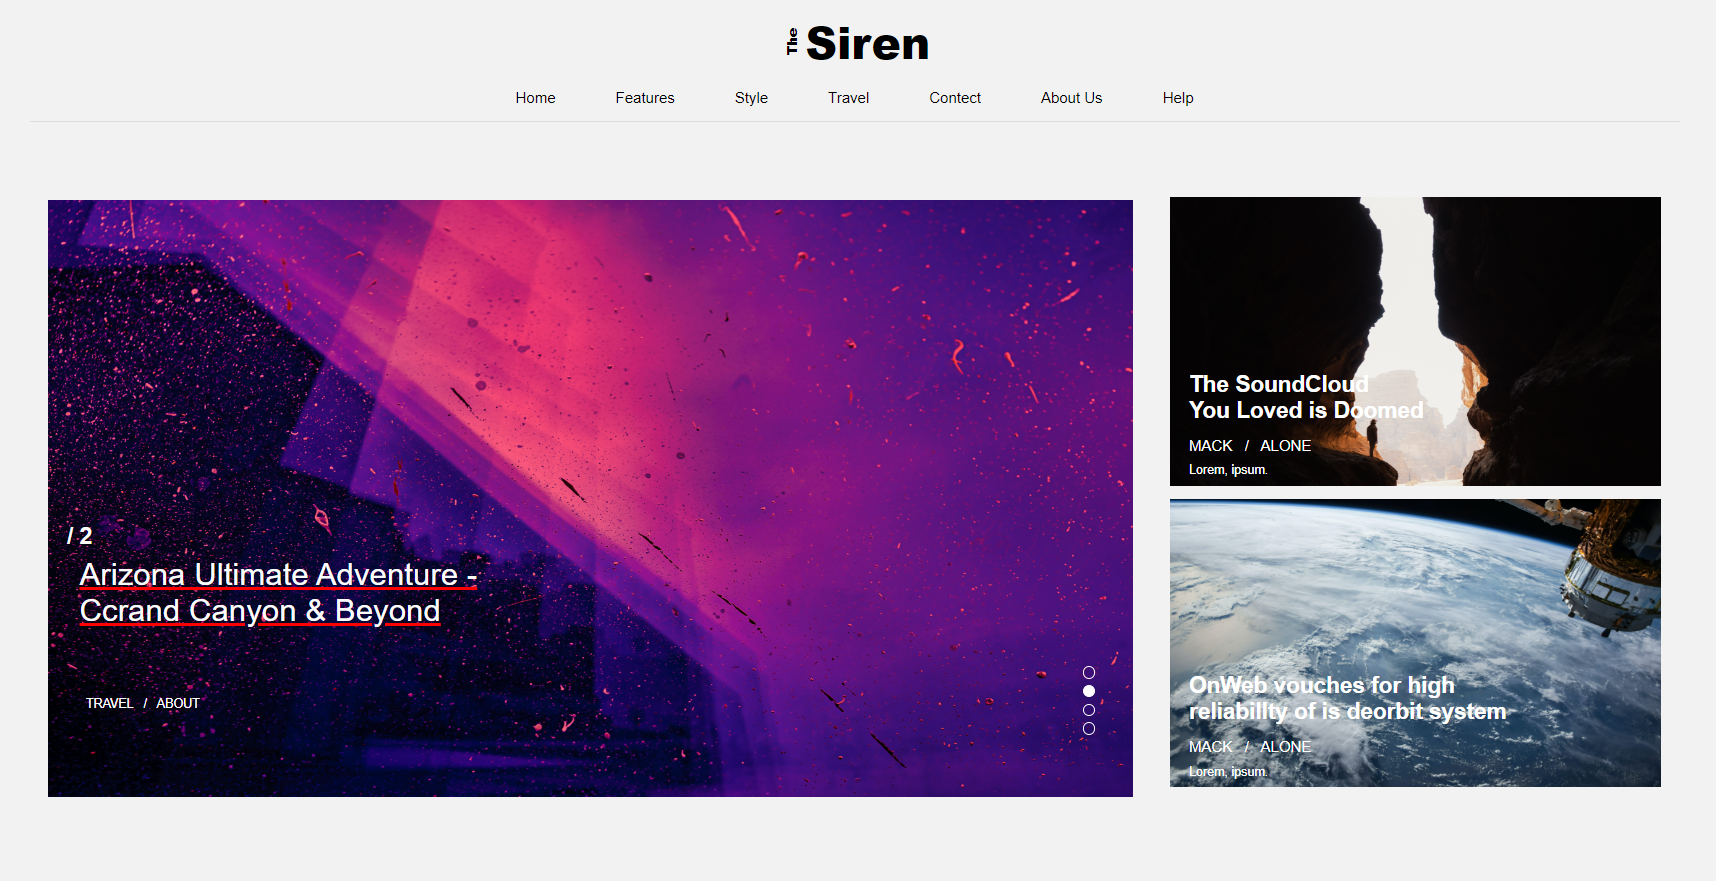 The Siren
Home Features Style Travel Contect About Us Help
/ 2
Arizona Ultimate Adventure -
Ccrand Canyon & Beyond
TRAVEL / ABOUT
The SoundCloud
You Loved is Doomed
MACK / ALONE
Lorem, ipsum.
OnWeb vouches for high
reliabillty of is deorbit system
MACK / ALONE
Lorem, ipsum.